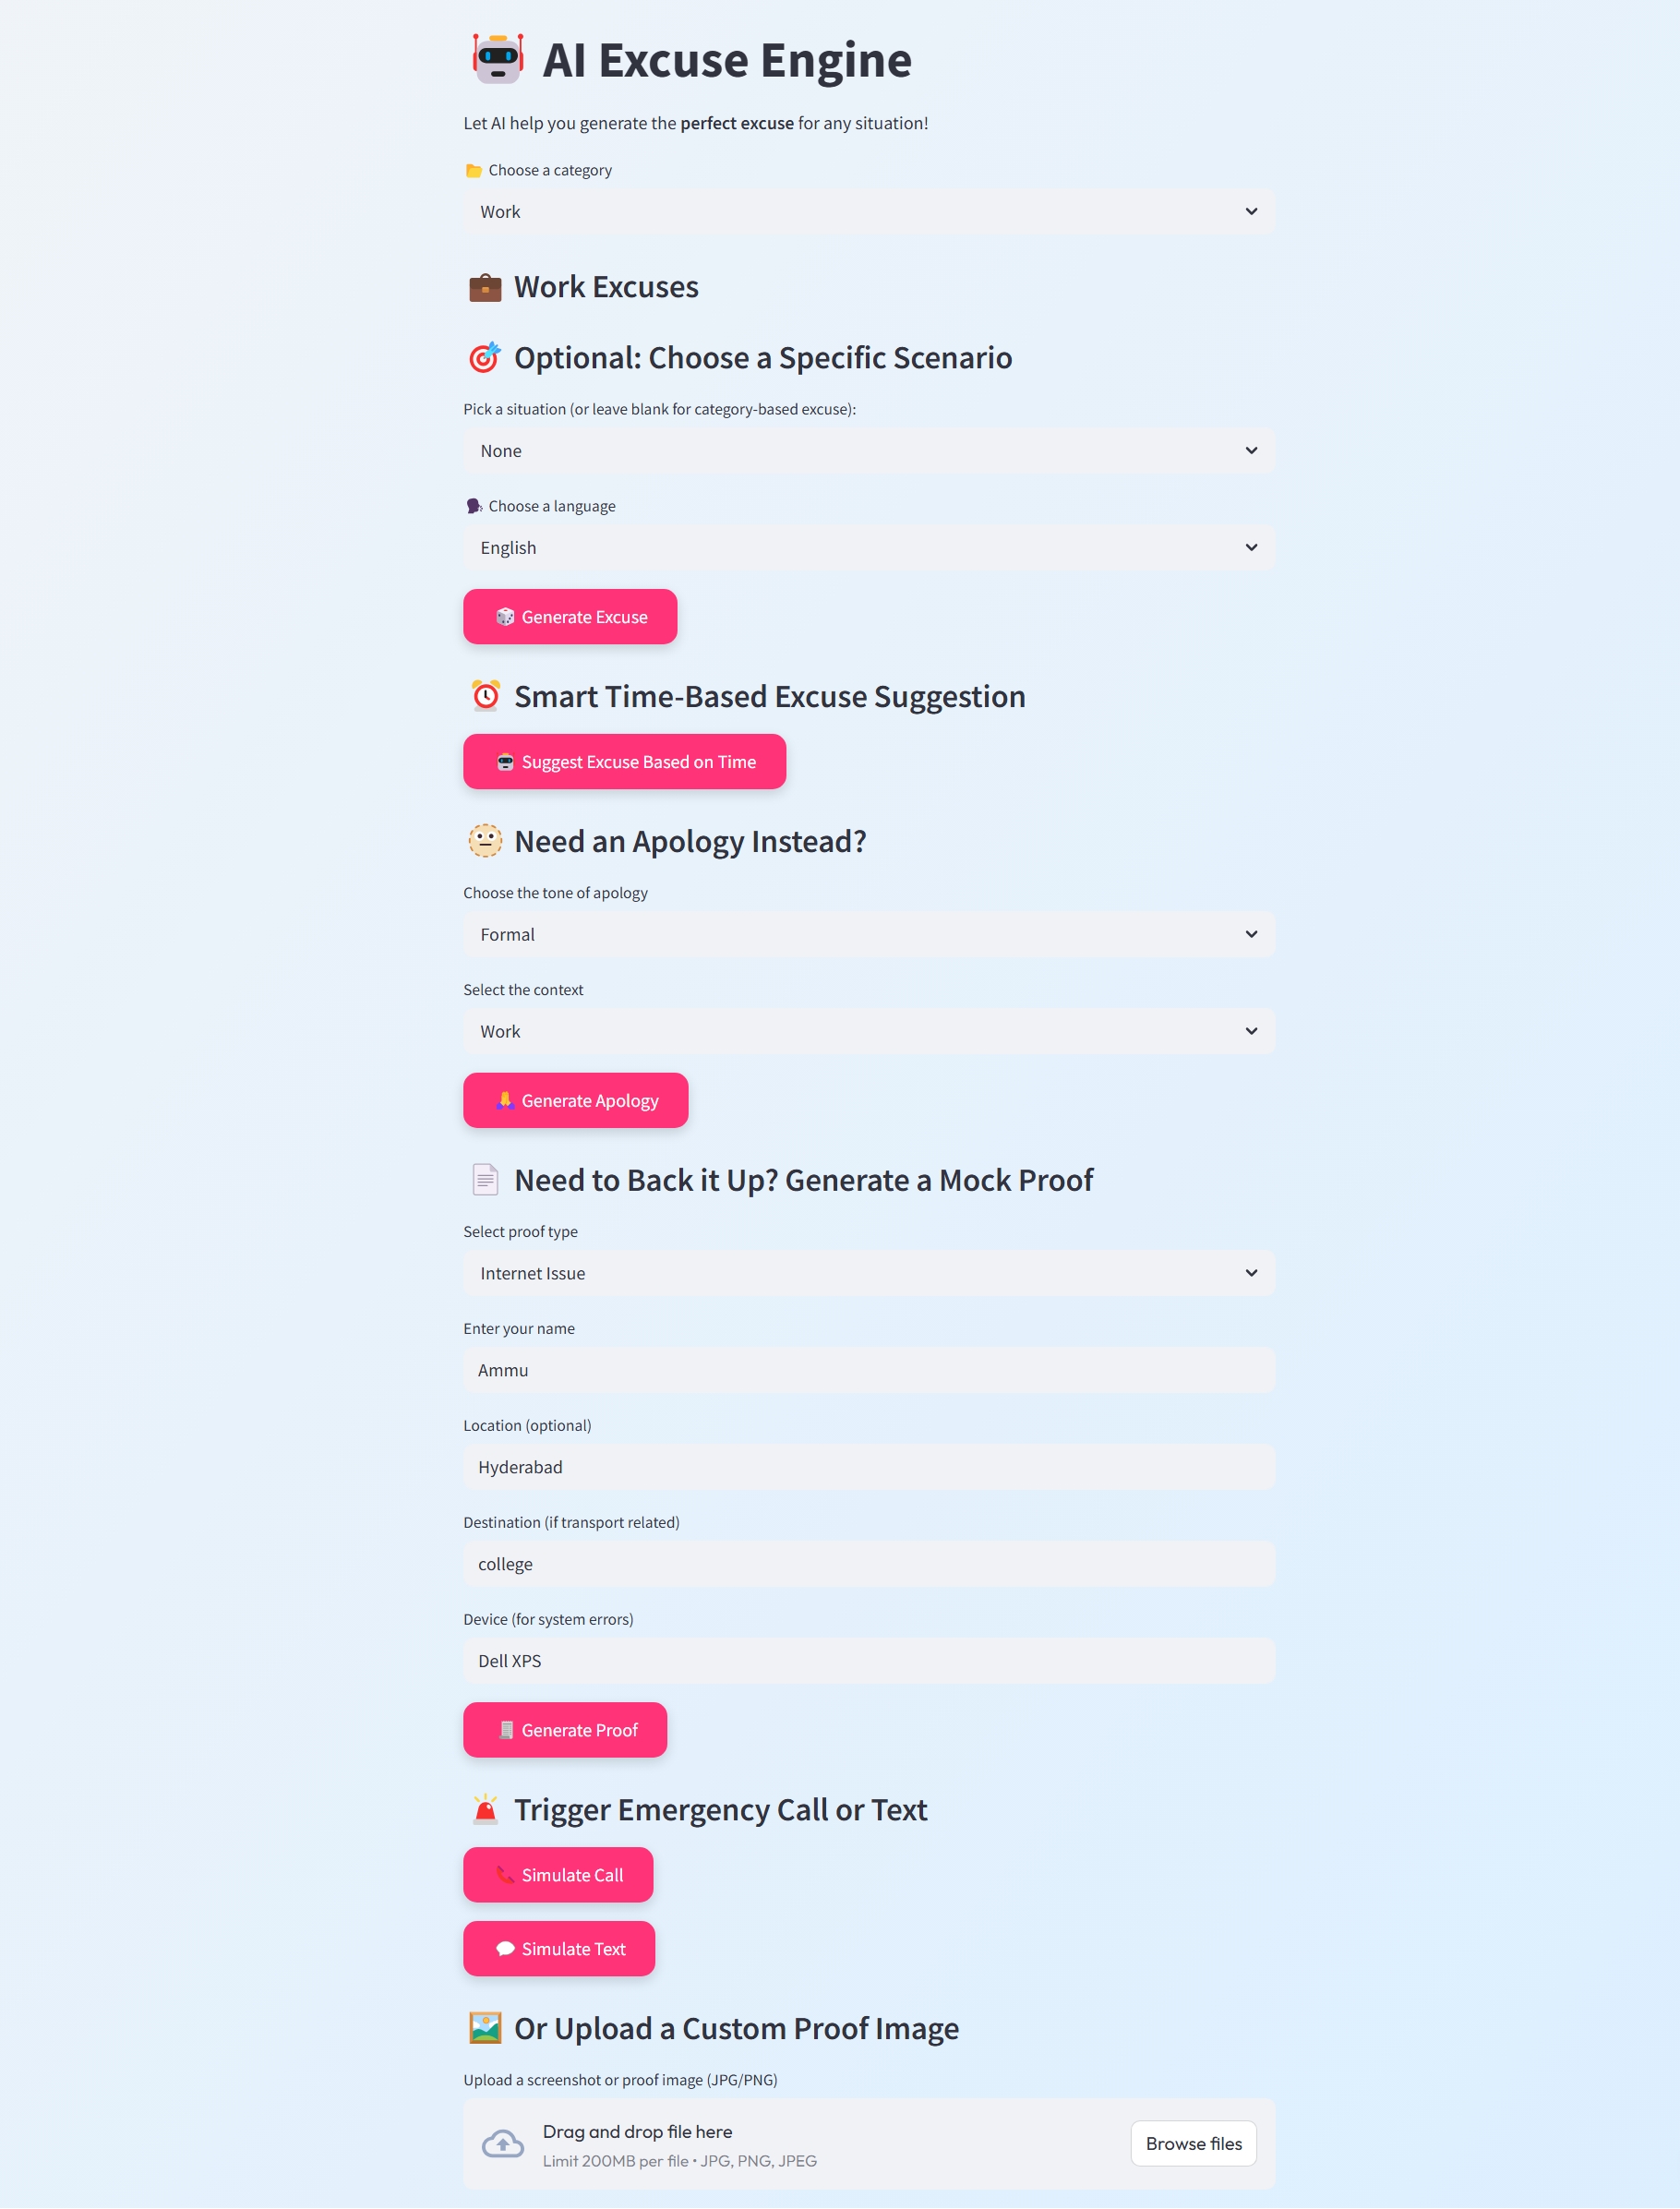 AI Excuse Engine
Let AI help you generate the perfect excuse for any situation!
Choose a category
Work
Work Excuses
Optional: Choose a Specific Scenario
Pick a situation (or leave blank for category-based excuse):
None
Choose a language
English
Generate Excuse
Smart Time-Based Excuse Suggestion
Suggest Excuse Based on Time
Need an Apology Instead?
Choose the tone of apology
Formal
Select the context
Work
Generate Apology
Need to Back it Up? Generate a Mock Proof
Select proof type
Internet Issue
Enter your name
Ammu
Location (optional)
Hyderabad
Destination (if transport related)
college
Device (for system errors)
Dell XPS
Generate Proof
Trigger Emergency Call or Text
Simulate Call
Simulate Text
Or Upload a Custom Proof Image
Upload a screenshot or proof image (JPG/PNG)
Drag and drop file here
Browse files
Limit 200MB per file • JPG, PNG, JPEG